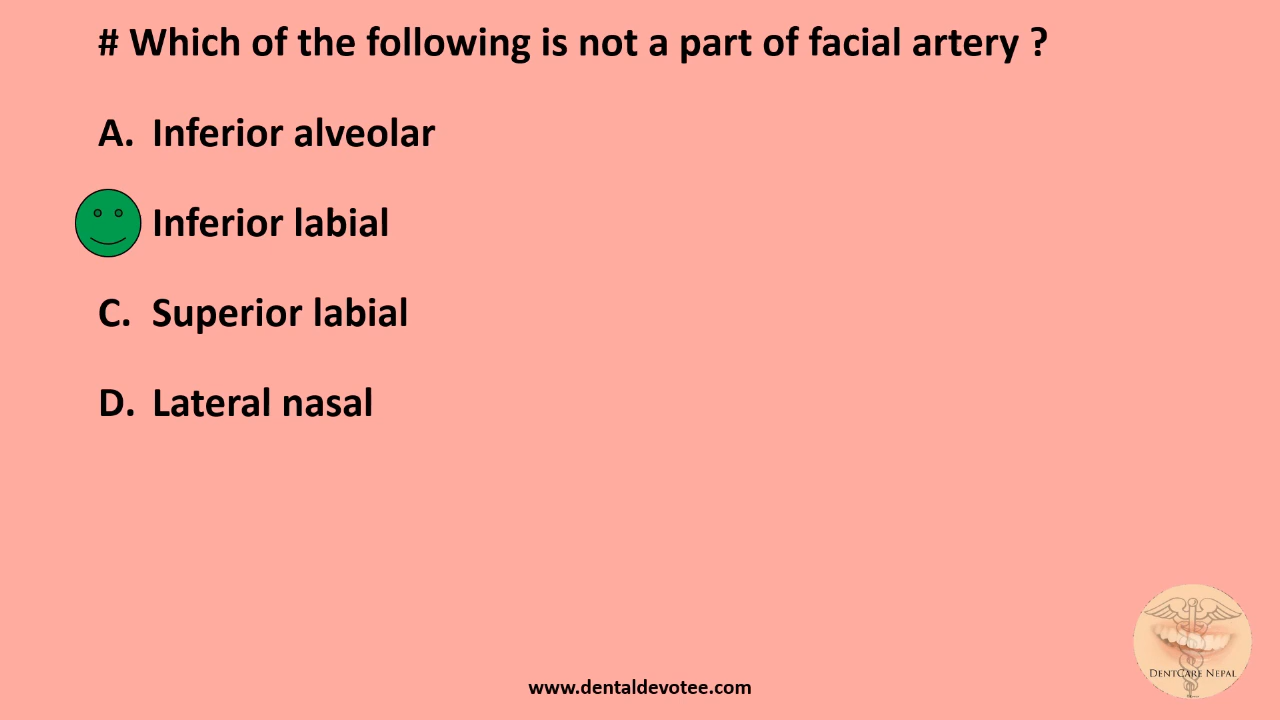 # Which of the following is not a part of facial artery ?
A. Inferior alveolar
Inferior labial
C. Superior labial
D. Lateral nasal
DentCare Nepal
www.dentaldevotee.com